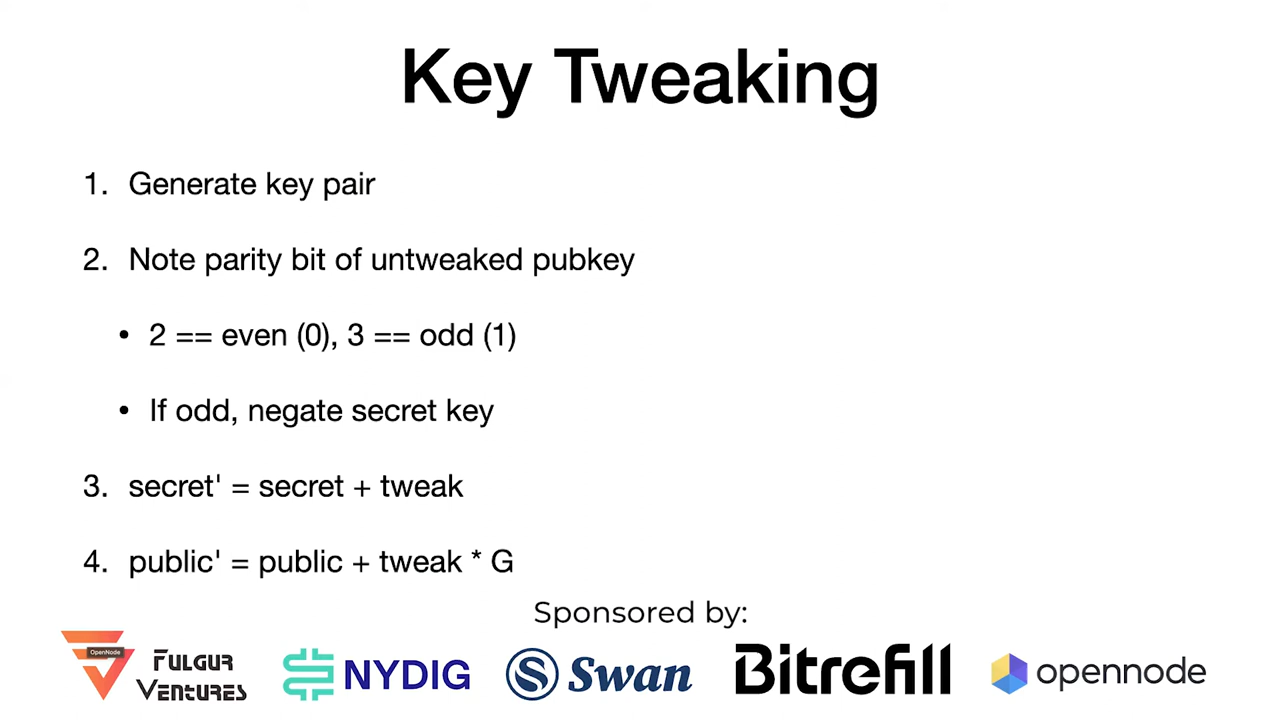 Key Tweaking
1. Generate key pair
2. Note parity bit of untweaked pubkey
• 2 == even (0), 3 == odd (1)
• If odd, negate secret key
3. secret' = secret + tweak
4. public' = public + tweak * G
Sponsored by:
OpenNode
Fulgur
Ventures
NYDIG
Swan
Bitrefill
opennode